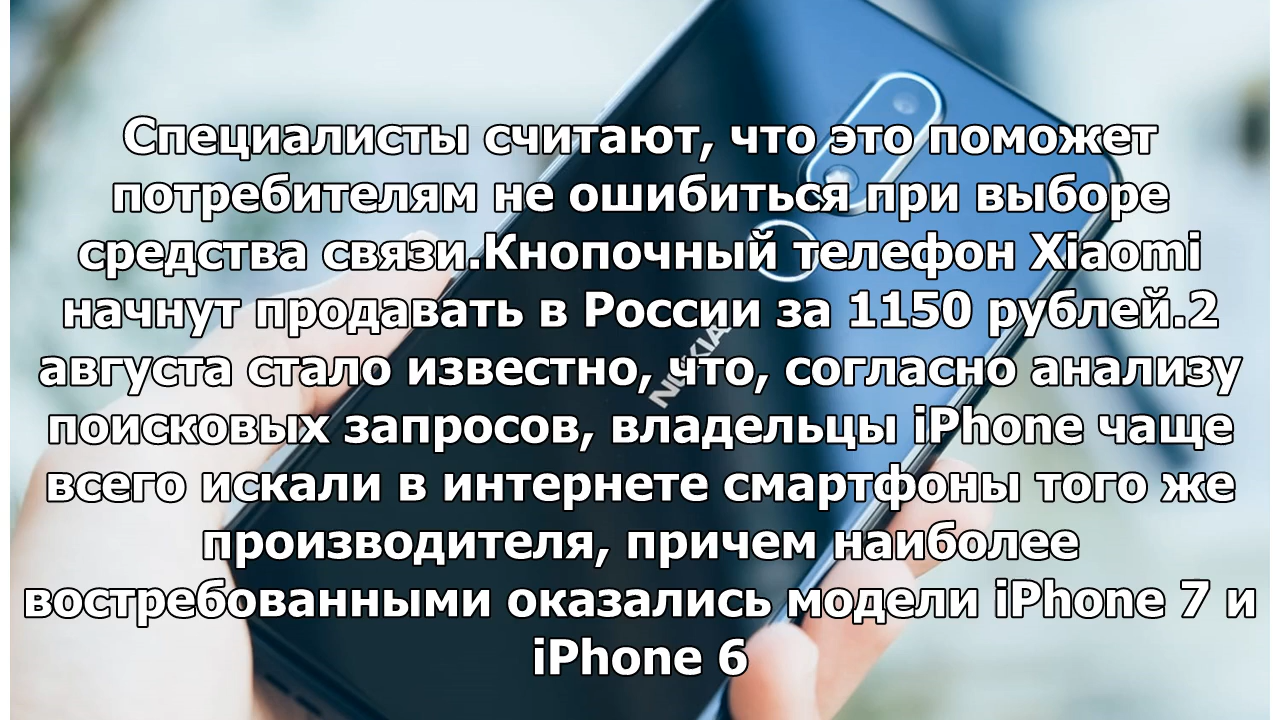 Специалисты считают, что это поможет
потребителям не ошибиться при выборе
средства связи.Кнопочный телефон Xiaomi
начнут продавать в России за 1150 рублей.2
августа стало известно, что, согласно анализу
поисковых запросов, владельцы iPhone чаще
всего искали в интернете смартфоны того же
производителя, причем наиболее
востребованными оказались модели iPhone 7 и
iPhone 6
NOKIA